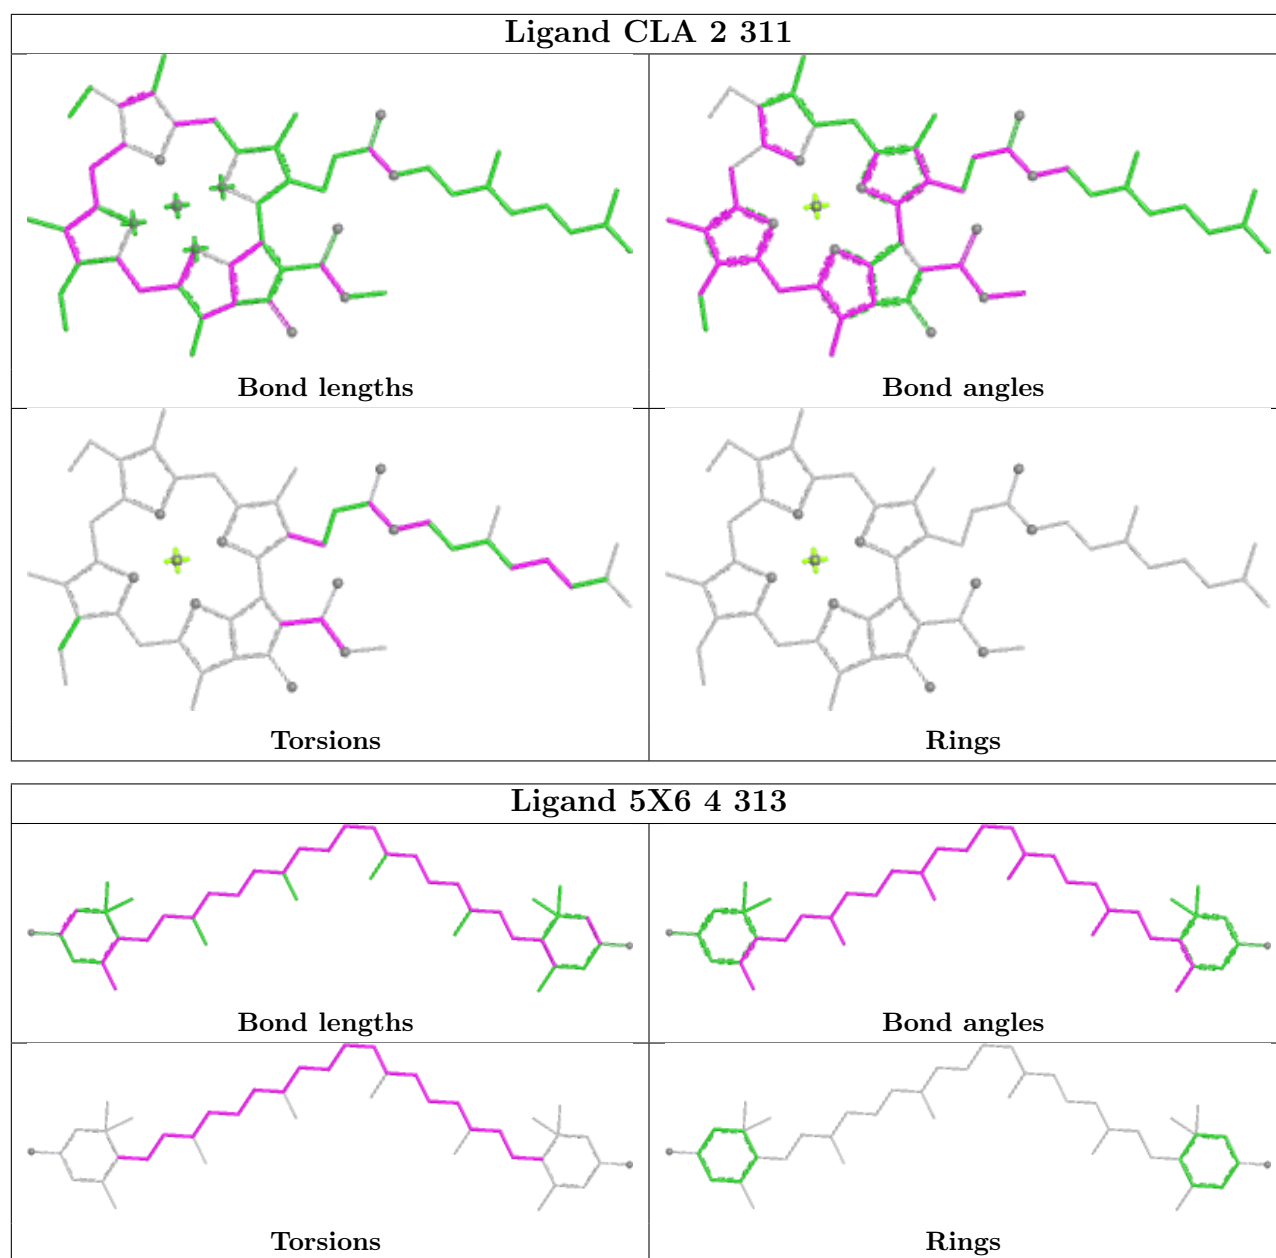 Ligand CLA 2 311
Bond lengths
Bond angles
Torsions
Rings
Ligand 5X6 4 313
Bond lengths
Bond angles
Torsions
Rings